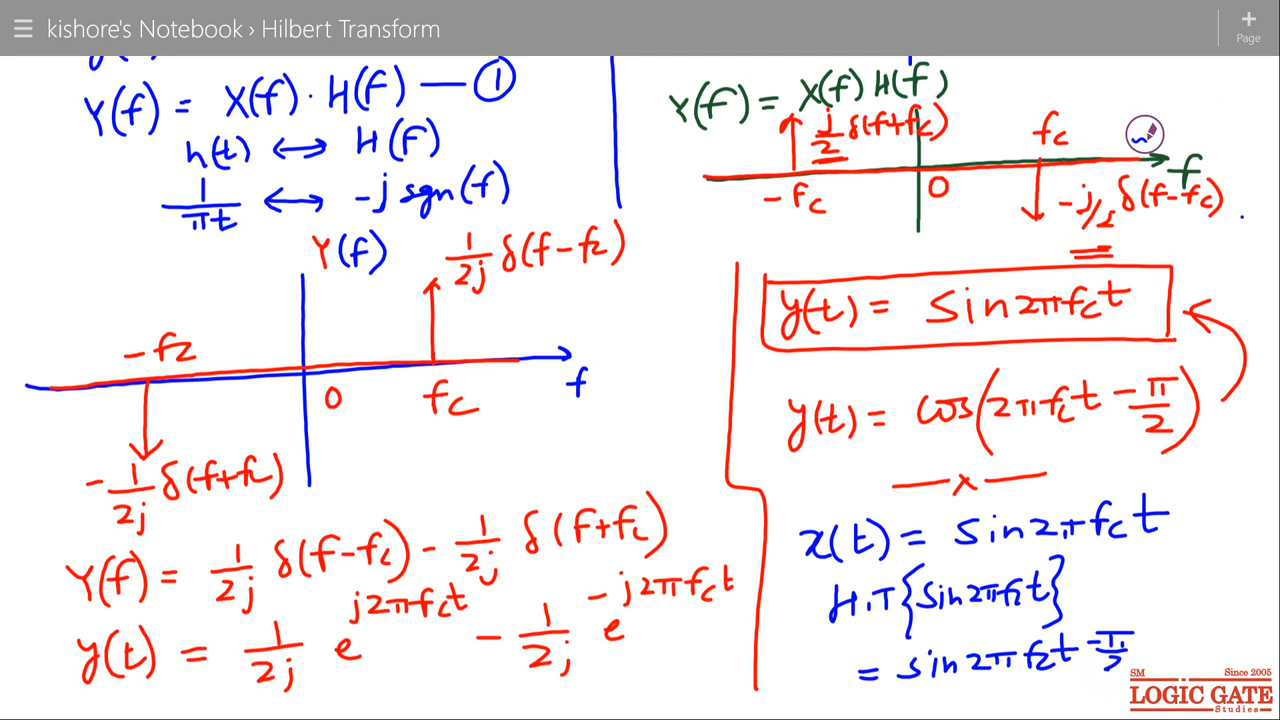 kishore's Notebook › Hilbert Transform
Page
Y(f) = X(f) · H(f) — ①
h(t) ↔ H(f)
1/πt ↔ -j sgn(f)
Y(f)
1/2j δ(f-fc)
-fc
0
fc
f
-1/2j δ(f+fc)
Y(f) = 1/2j δ(f-fc) - 1/2j δ(f+fc)
y(t) = 1/2j e^j2πfct - 1/2j e^-j2πfct
Y(f) = X(f) H(f)
j/2 δ(f+fc)
fc
f
-fc
0
-j/2 δ(f-fc)
y(t) = sin2πfct
y(t) = cos(2πfct - π/2)
— x —
x(t) = sin2πfct
H.T{sin2πfct}
= sin2πfct - π/2
SM
Since 2005
LOGIC GATE
Studies